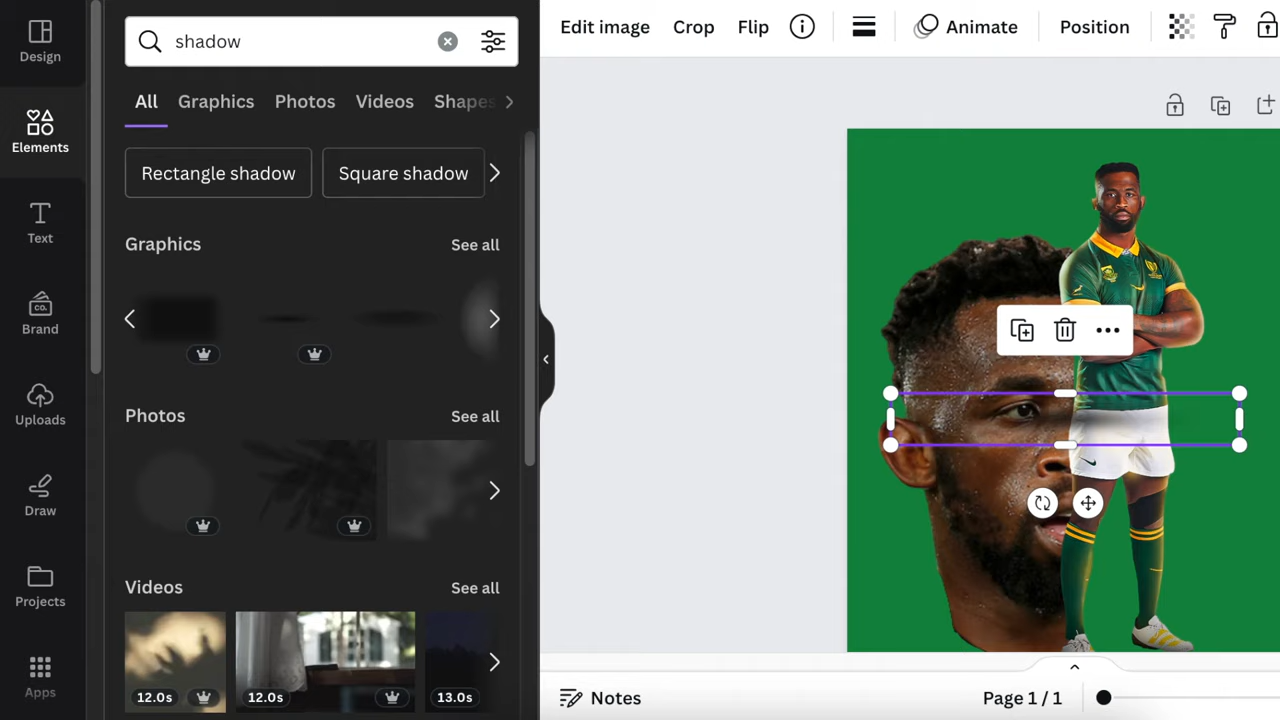 Design
Elements
Text
CO.
Brand
Uploads
Draw
Projects
Apps
shadow
All Graphics Photos Videos Shapes
Rectangle shadow Square shadow
Graphics See all
Photos See all
Videos See all
12.0s 12.0s 13.0s
Edit image Crop Flip Animate Position
Notes Page 1 / 1